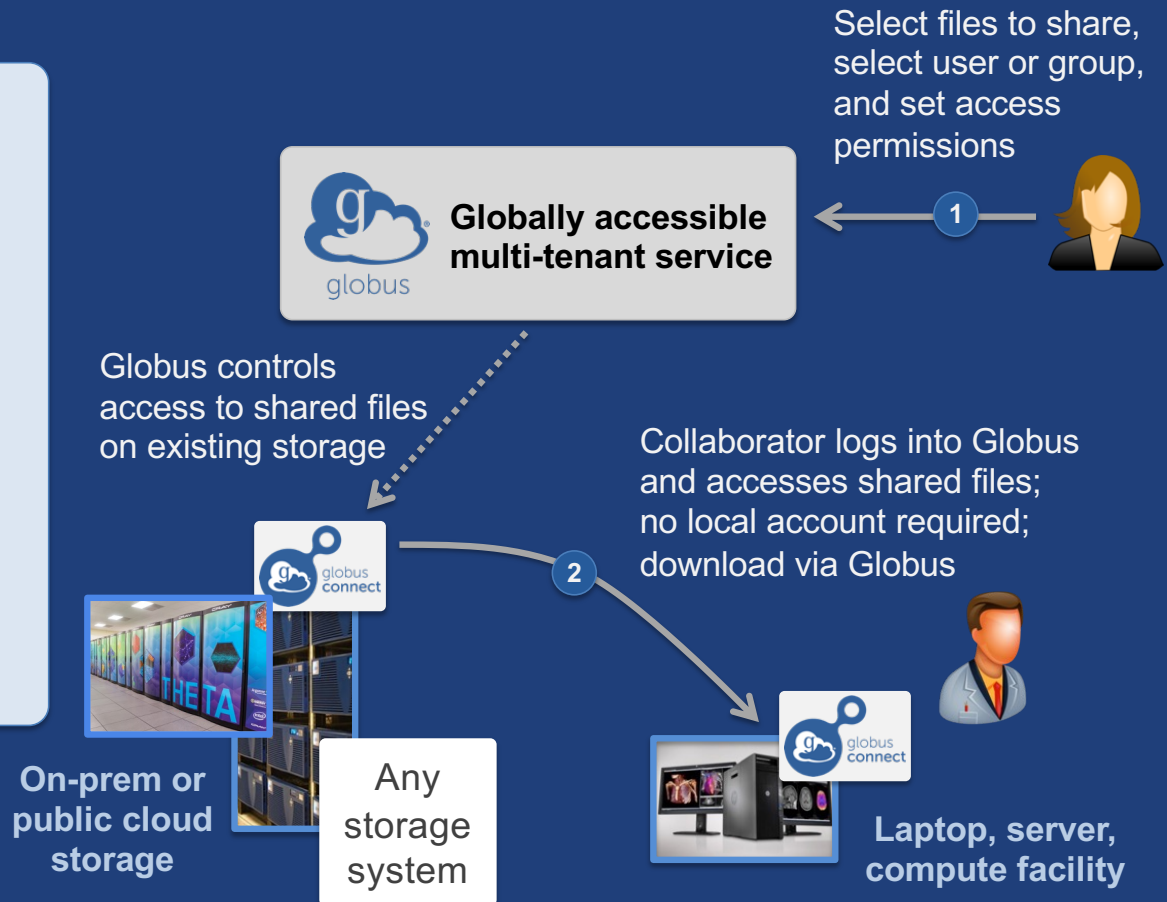 Select files to share,
select user or group,
and set access
permissions
g
globus
Globally accessible
multi-tenant service
1
Globus controls
access to shared files
on existing storage
Collaborator logs into Globus
and accesses shared files;
no local account required;
download via Globus
g
globus
connect
2
THETA
g
globus
connect
On-prem or
public cloud
storage
Any
storage
system
Laptop, server,
compute facility